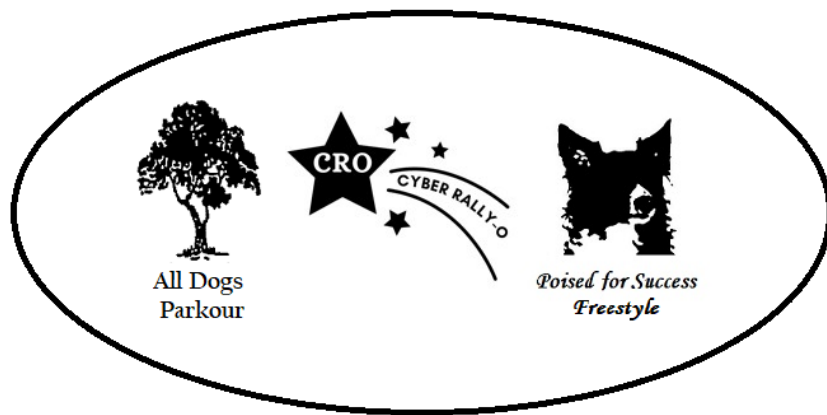 All Dogs
Parkour
CRO
CYBER RALLY-O
Poised for Success
Freestyle